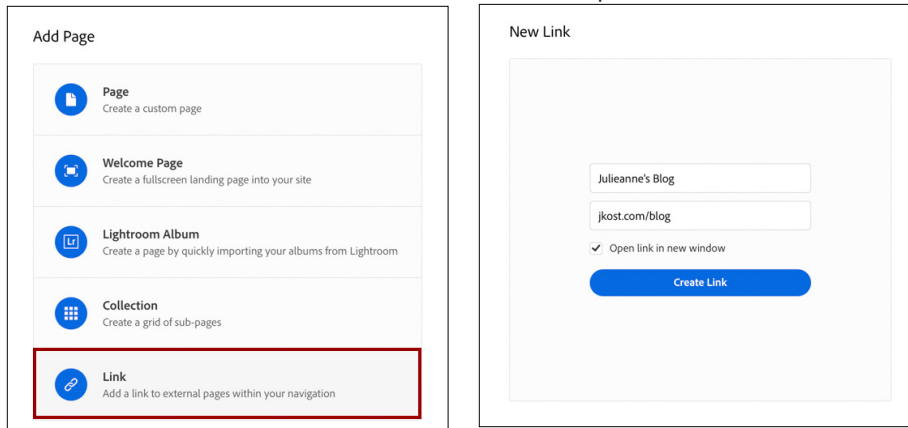 Add Page
Page
Create a custom page
Welcome Page
Create a fullscreen landing page into your site
Lr
Lightroom Album
Create a page by quickly importing your albums from Lightroom
Collection
Create a grid of sub-pages
Link
Add a link to external pages within your navigation
New Link
Julieanne's Blog
jkost.com/blog
Open link in new window
Create Link